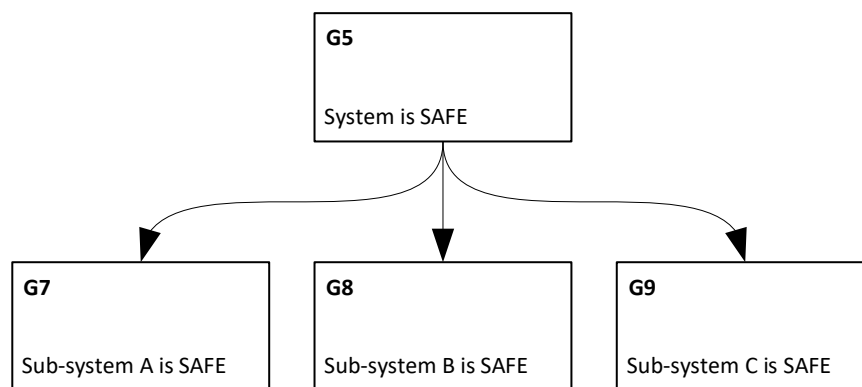 G5
System is SAFE
G7
Sub-system A is SAFE
G8
Sub-system B is SAFE
G9
Sub-system C is SAFE